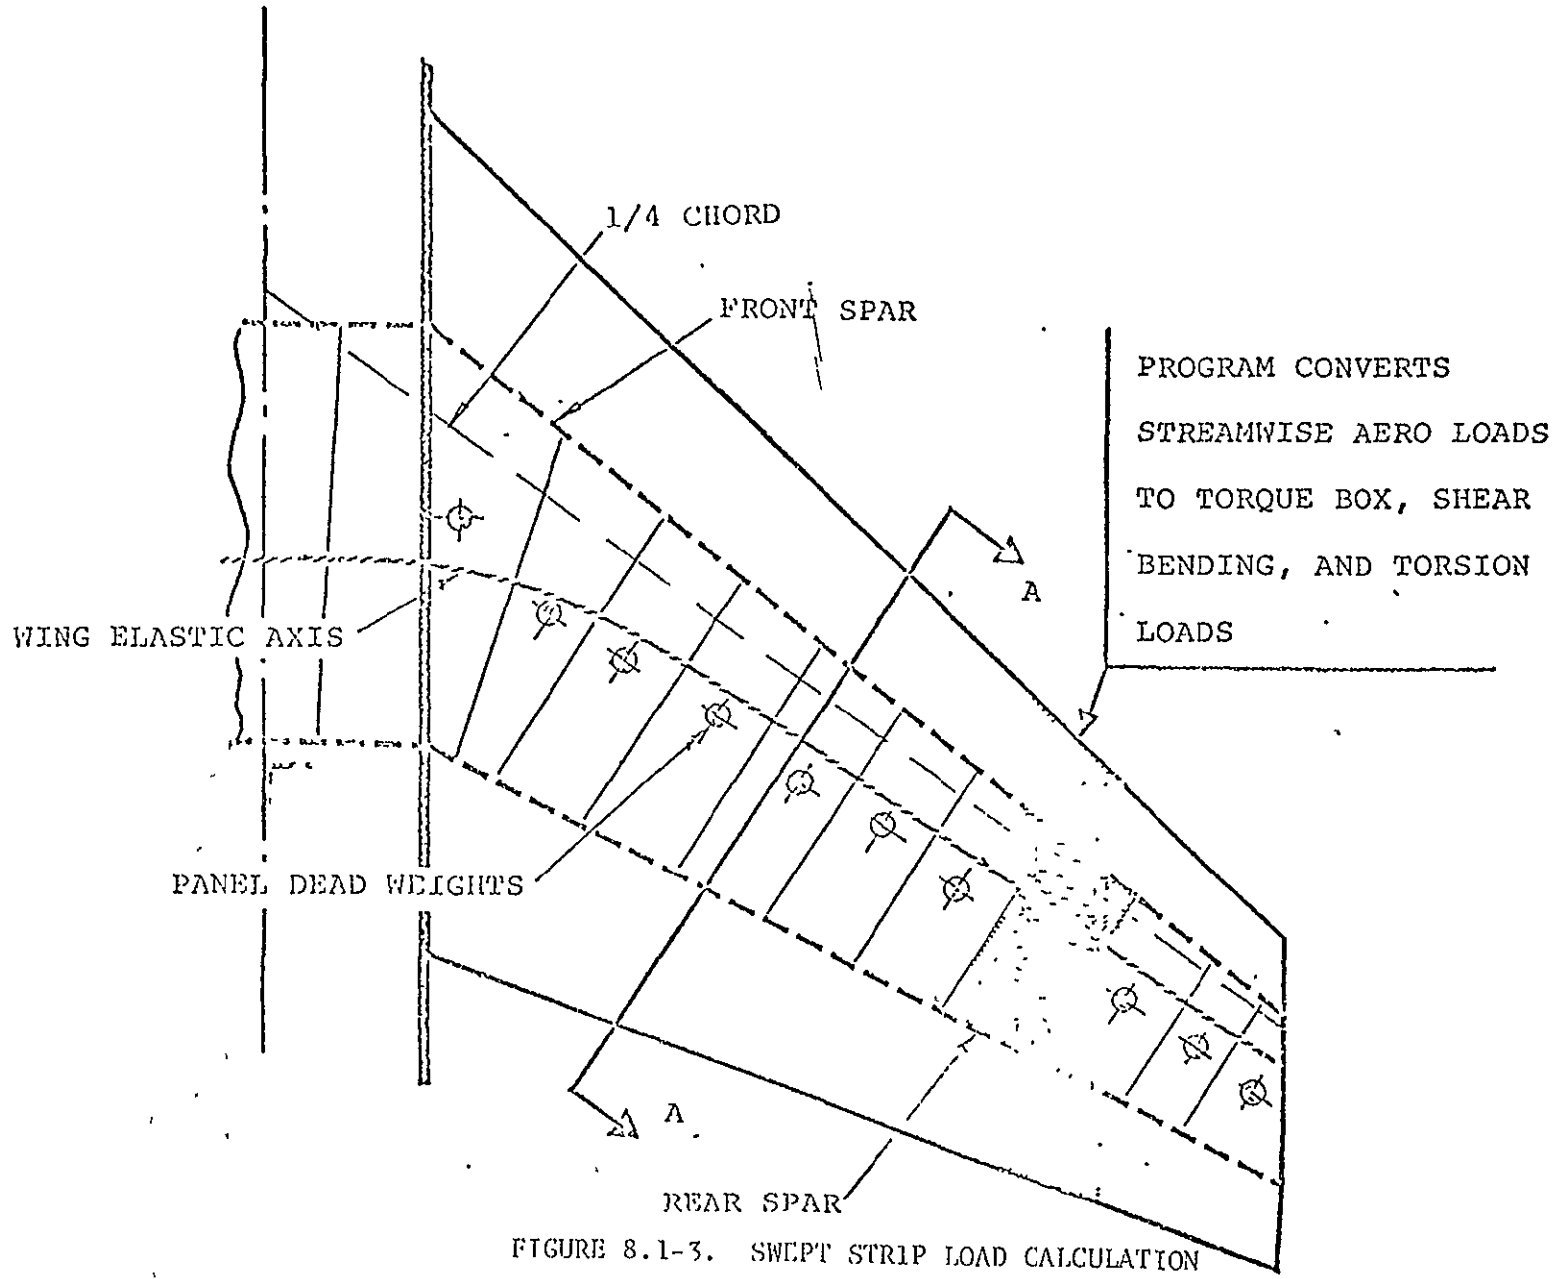 1/4 CHORD
FRONT SPAR
PROGRAM CONVERTS
STREAMWISE AERO LOADS
TO TORQUE BOX, SHEAR
BENDING, AND TORSION
LOADS
A
WING ELASTIC AXIS
PANEL DEAD WEIGHTS
A
REAR SPAR
FIGURE 8.1-3. SWEPT STRIP LOAD CALCULATION